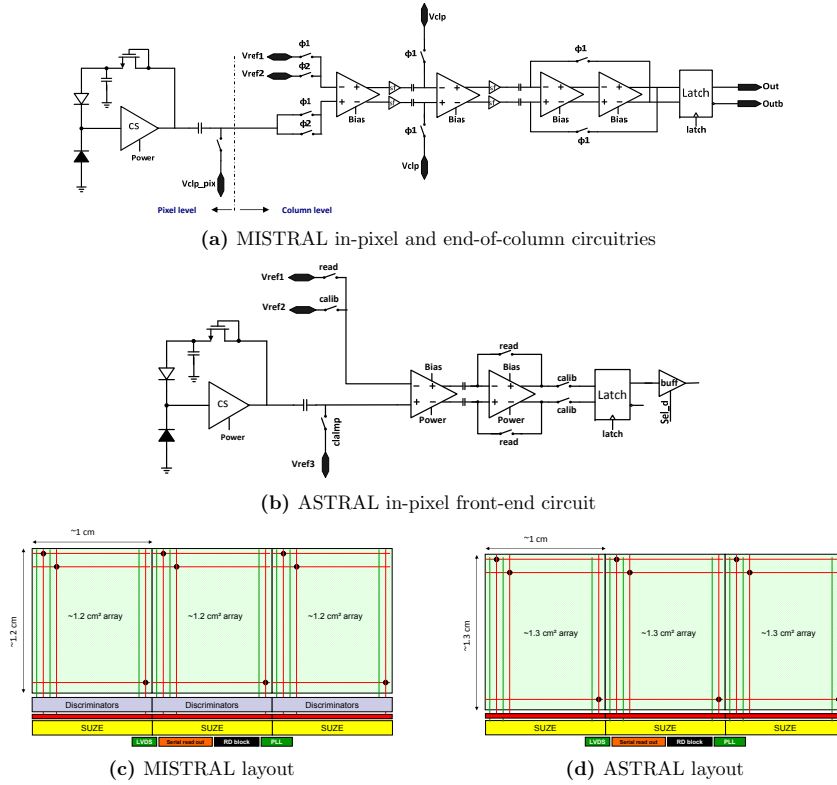 Vclp
Vref1 ϕ1
Vref2 ϕ2
ϕ1
ϕ1
CS
Power
ϕ1
ϕ2
Bias
Bias
Bias
Bias
Latch
latch
Out
Outb
ϕ1
ϕ1
Vclp_pix
Vclp
Pixel level
Column level
(a) MISTRAL in-pixel and end-of-column circuitries
Vref1 read
Vref2 calib
CS
Power
clalmp
Vref3
Bias
Power
read
Bias
Power
read
calib
calib
Latch
latch
buff
Sel_d
(b) ASTRAL in-pixel front-end circuit
~1 cm
~1.2 cm
~1.2 cm² array
~1.2 cm² array
~1.2 cm² array
Discriminators
Discriminators
Discriminators
SUZE
SUZE
SUZE
LVDS
Serial read out
RD block
PLL
(c) MISTRAL layout
~1 cm
~1.3 cm
~1.3 cm² array
~1.3 cm² array
~1.3 cm² array
SUZE
SUZE
SUZE
LVDS
Serial read out
RD block
PLL
(d) ASTRAL layout